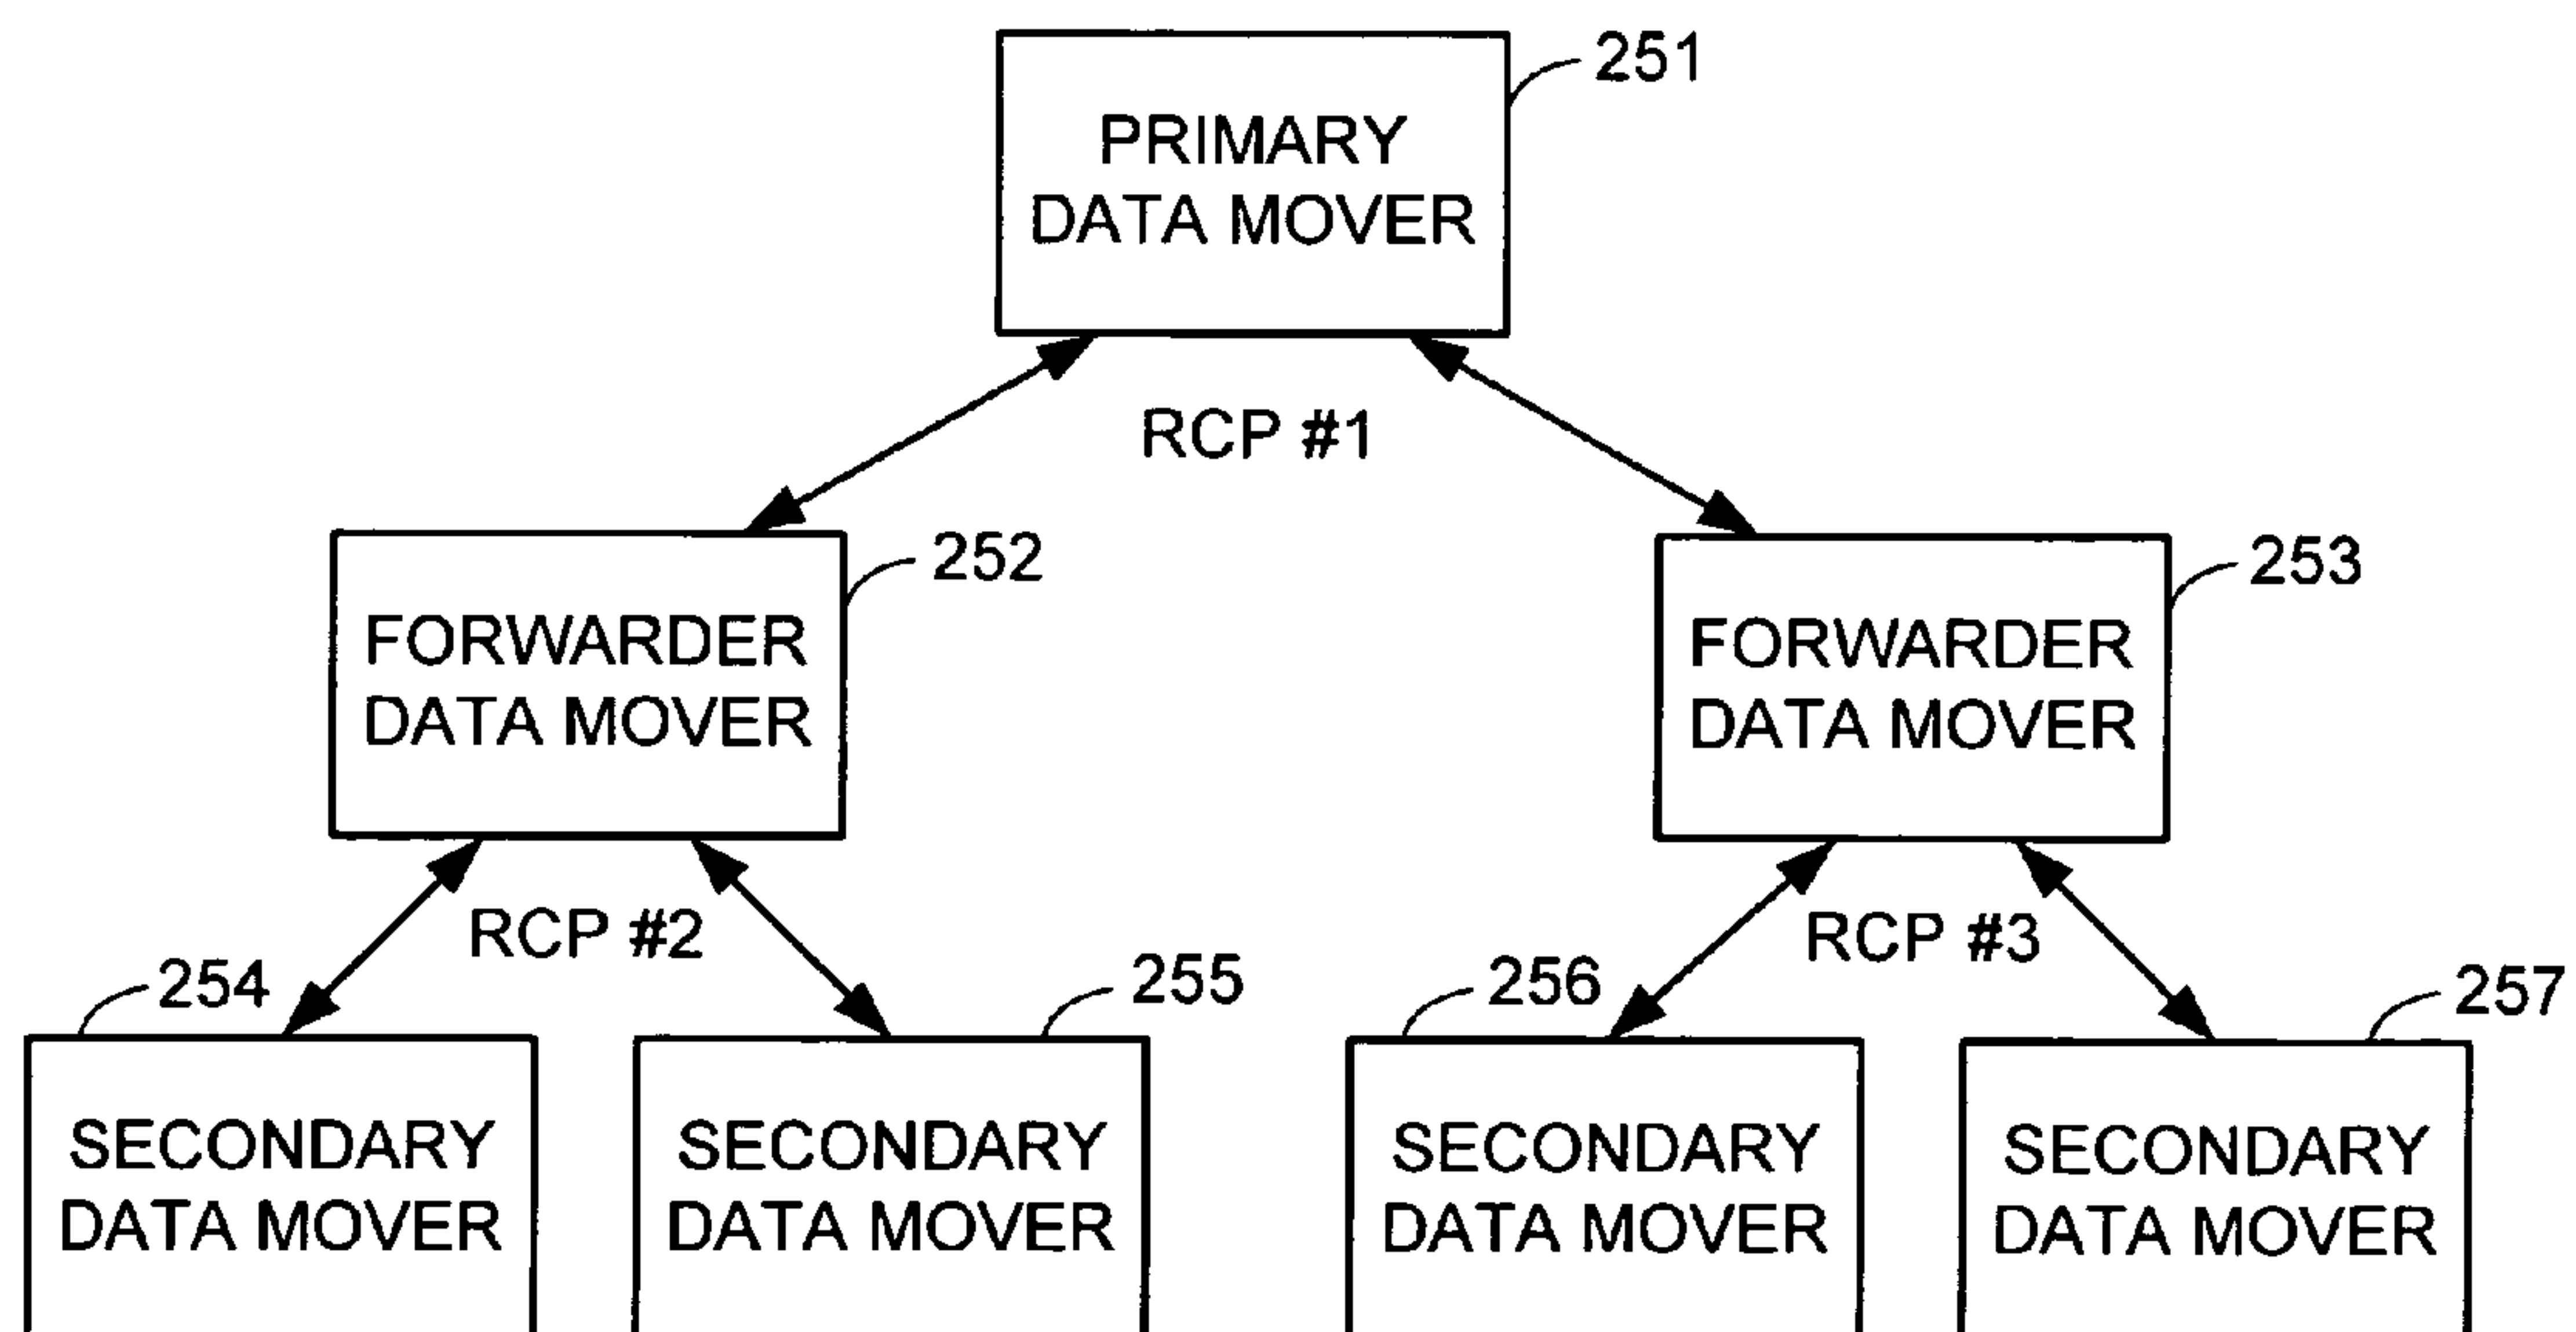 251
PRIMARY
DATA MOVER
RCP #1
252
FORWARDER
DATA MOVER
253
FORWARDER
DATA MOVER
RCP #2
RCP #3
254
SECONDARY
DATA MOVER
255
SECONDARY
DATA MOVER
256
SECONDARY
DATA MOVER
257
SECONDARY
DATA MOVER